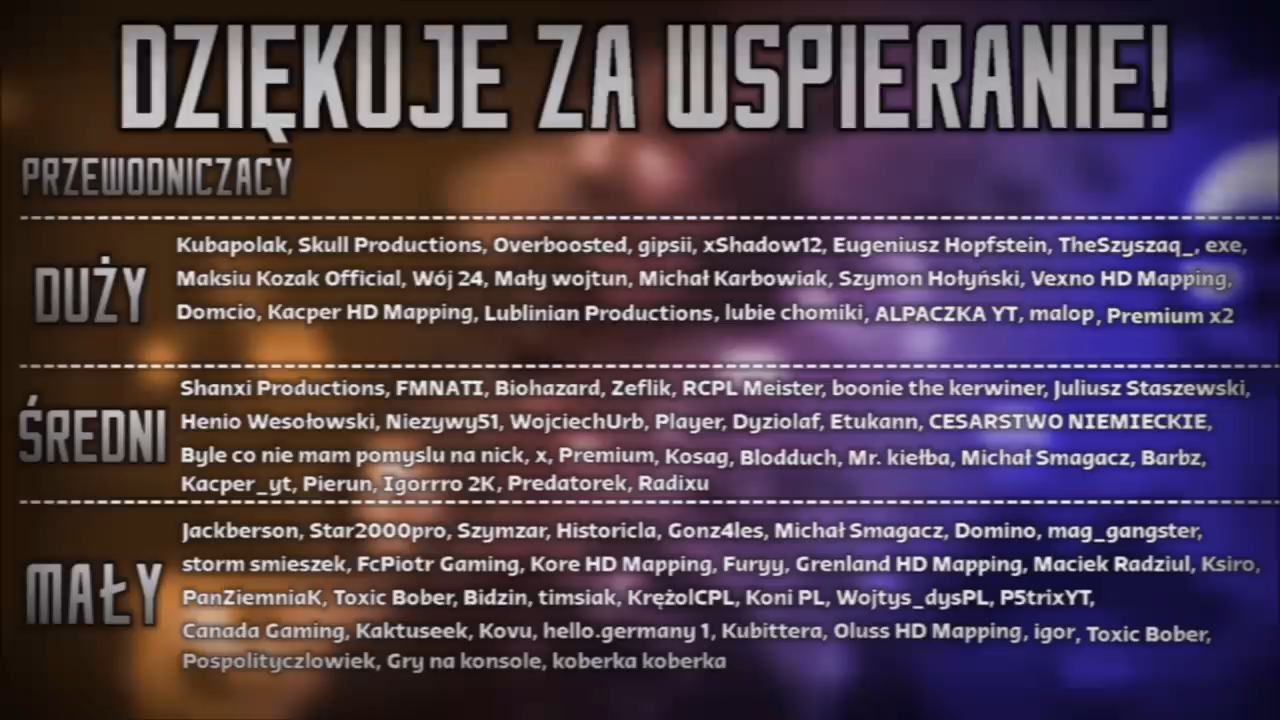 DZIĘKUJE ZA WSPIERANIE!
PRZEWODNICZACY
DUŻY
Kubapolak, Skull Productions, Overboosted, gipsii, xShadow12, Eugeniusz Hopfstein, TheSzyszaq_, exe,
Maksiu Kozak Official, Wój 24, Mały wojtun, Michał Karbowiak, Szymon Hołyński, Vexno HD Mapping,
Domcio, Kacper HD Mapping, Lublinian Productions, lubie chomiki, ALPACZKA YT, malop, Premium x2
ŚREDNI
Shanxi Productions, FMNATI, Biohazard, Zeflik, RCPL Meister, boonie the kerwiner, Juliusz Staszewski,
Henio Wesołowski, Niezywy51, WojciechUrb, Player, Dyziolaf, Etukann, CESARSTWO NIEMIECKIE,
Byle co nie mam pomyslu na nick, x, Premium, Kosag, Blodduch, Mr. kiełba, Michał Smagacz, Barbz,
Kacper_yt, Pierun, Igorrro 2K, Predatorek, Radixu
MAŁY
Jackberson, Star2000pro, Szymzar, Historicla, Gonz4les, Michał Smagacz, Domino, mag_gangster,
storm smieszek, FcPiotr Gaming, Kore HD Mapping, Furyy, Grenland HD Mapping, Maciek Radziul, Ksiro,
PanZiemniaK, Toxic Bober, Bidzin, timsiak, KrężolCPL, Koni PL, Wojtys_dysPL, P5trixYT,
Canada Gaming, Kaktuseek, Kovu, hello.germany 1, Kubittera, Oluss HD Mapping, igor, Toxic Bober,
Pospolityczlowiek, Gry na konsole, koberka koberka